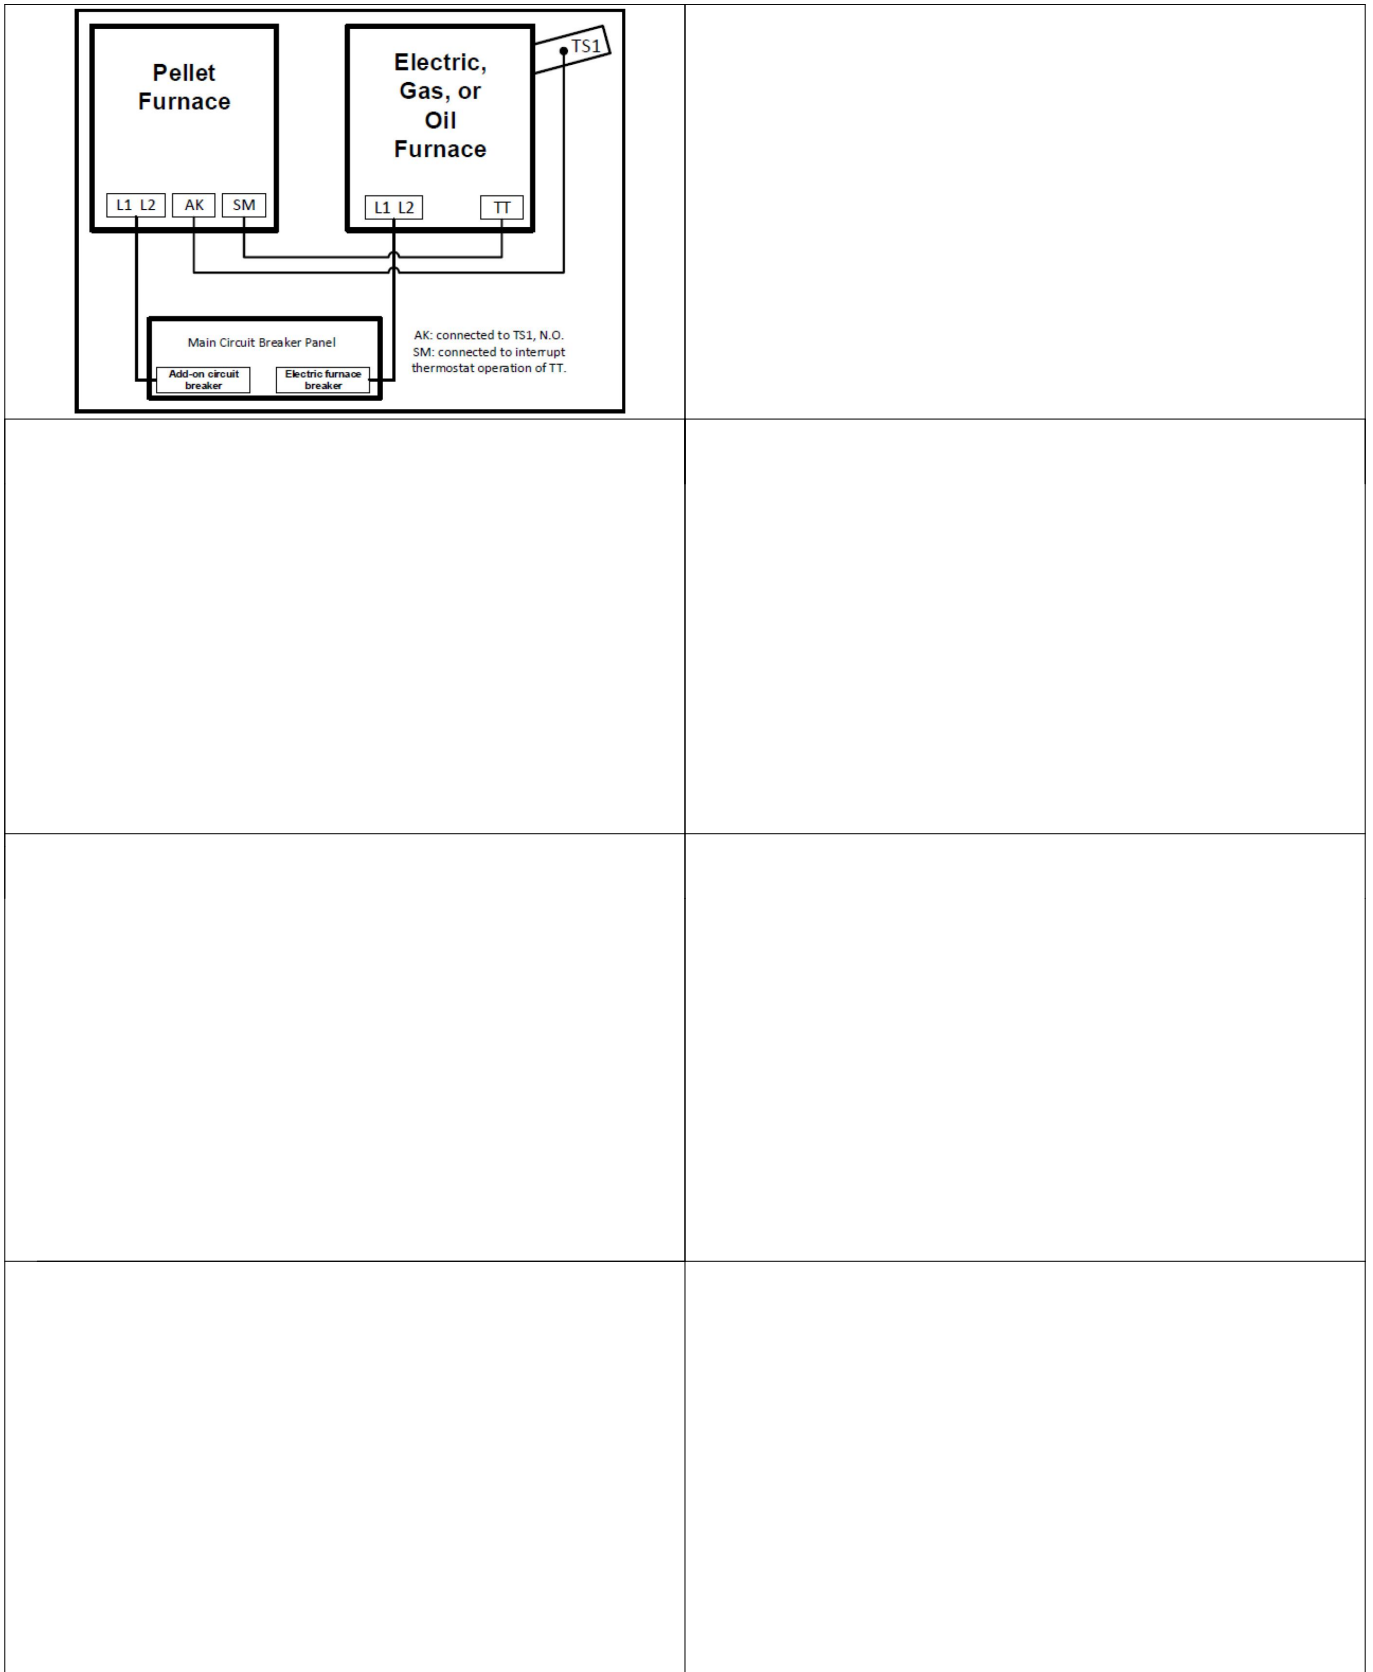 Pellet
Furnace
L1 L2
AK
SM
Electric,
Gas, or
Oil
Furnace
L1 L2
TT
TS1
Main Circuit Breaker Panel
Add-on circuit
breaker
Electric furnace
breaker
AK: connected to TS1, N.O.
SM: connected to interrupt
thermostat operation of TT.